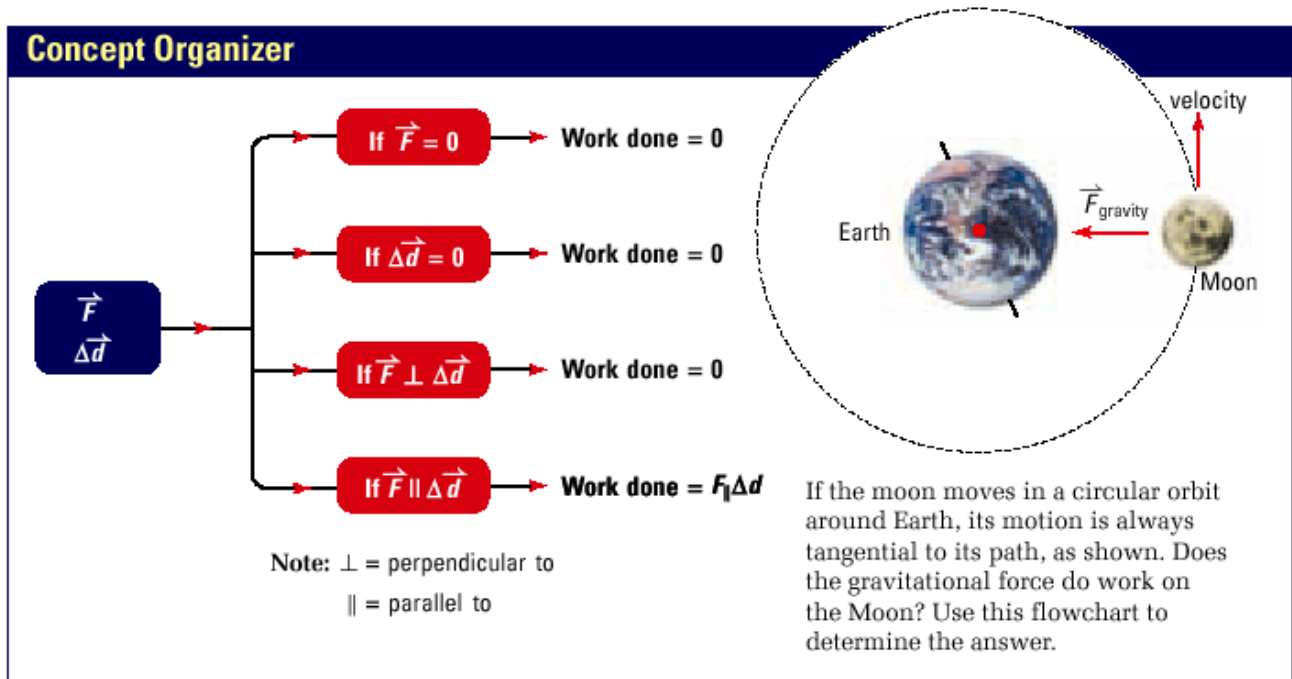 Concept Organizer
If F⃗ = 0
Work done = 0
If Δd⃗ = 0
Work done = 0
F⃗
Δd⃗
If F⃗ ⊥ Δd⃗
Work done = 0
If F⃗ || Δd⃗
Work done = F∥Δd
Note: ⊥ = perpendicular to
|| = parallel to
velocity
F⃗gravity
Earth
Moon
If the moon moves in a circular orbit
around Earth, its motion is always
tangential to its path, as shown. Does
the gravitational force do work on
the Moon? Use this flowchart to
determine the answer.